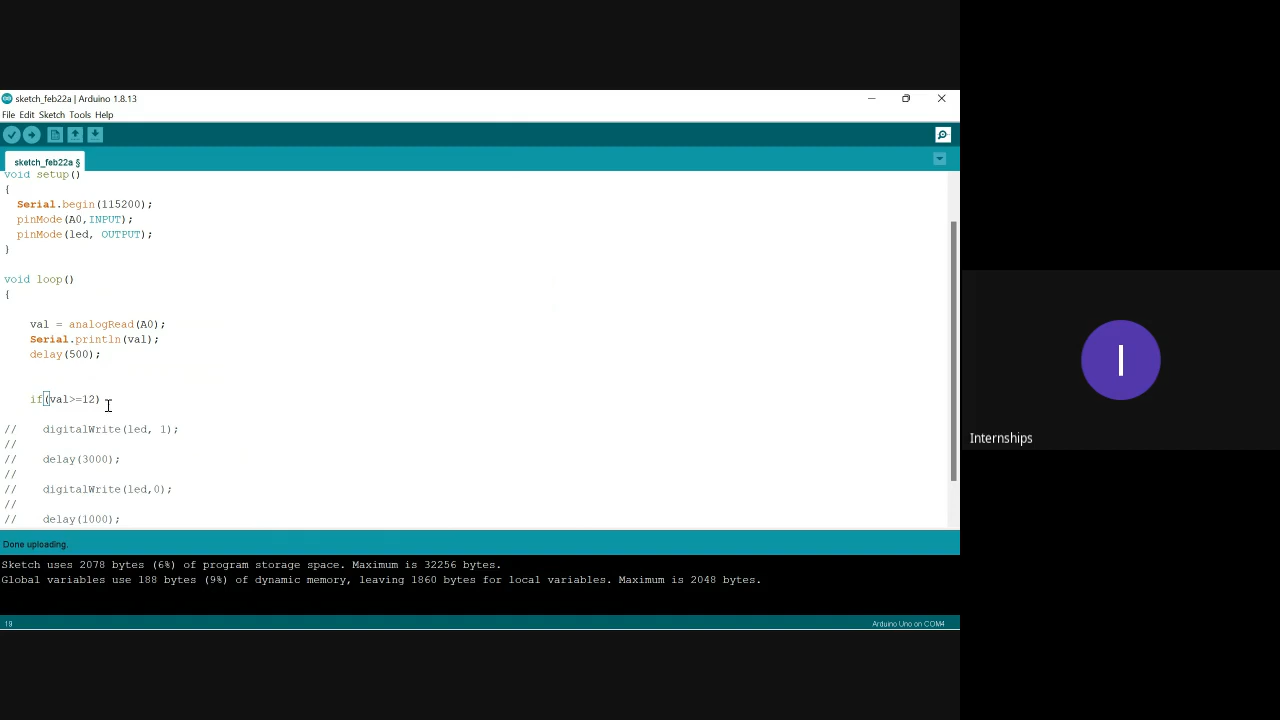 sketch_feb22a | Arduino 1.8.13
File Edit Sketch Tools Help
sketch_feb22a §
void setup()
{
Serial.begin(115200);
pinMode(A0,INPUT);
pinMode(led, OUTPUT);
}
void loop()
{
val = analogRead(A0);
Serial.println(val);
delay(500);
if(val>=12)
// digitalWrite(led, 1);
//
// delay(3000);
//
// digitalWrite(led,0);
//
// delay(1000);
Done uploading.
Sketch uses 2078 bytes (6%) of program storage space. Maximum is 32256 bytes.
Global variables use 188 bytes (9%) of dynamic memory, leaving 1860 bytes for local variables. Maximum is 2048 bytes.
19
Arduino Uno on COM4
I
Internships